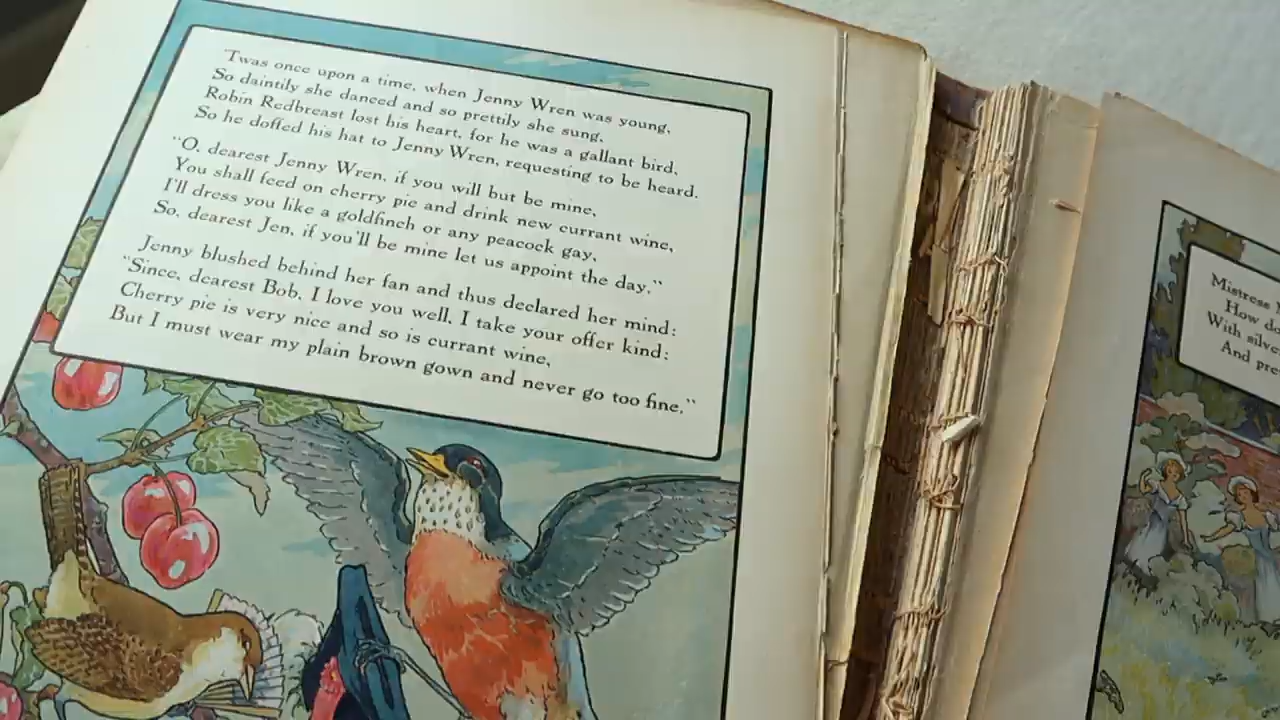 'Twas once upon a time, when Jenny Wren was young,
So daintily she danced and so prettily she sung,
Robin Redbreast lost his heart, for he was a gallant bird,
So he doffed his hat to Jenny Wren, requesting to be heard.
"O, dearest Jenny Wren, if you will but be mine,
You shall feed on cherry pie and drink new currant wine,
I'll dress you like a goldfinch or any peacock gay,
So, dearest Jen, if you'll be mine let us appoint the day."
Jenny blushed behind her fan and thus declared her mind:
"Since, dearest Bob, I love you well, I take your offer kind:
Cherry pie is very nice and so is currant wine,
But I must wear my plain brown gown and never go too fine."
Mistress
How
With
And